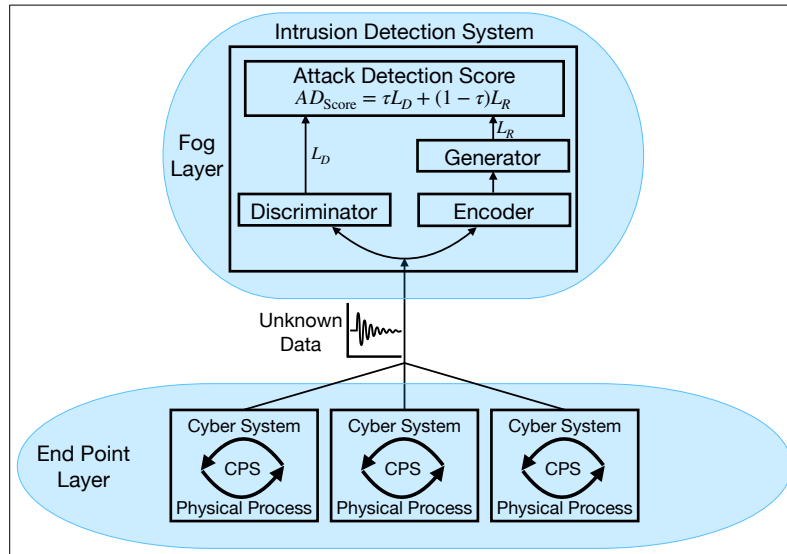 Intrusion Detection System
Attack Detection Score
AD_Score = τL_D + (1 − τ)L_R
Fog
Layer
L_D
L_R
Generator
Discriminator
Encoder
Unknown
Data
End Point
Layer
Cyber System
CPS
Physical Process
Cyber System
CPS
Physical Process
Cyber System
CPS
Physical Process